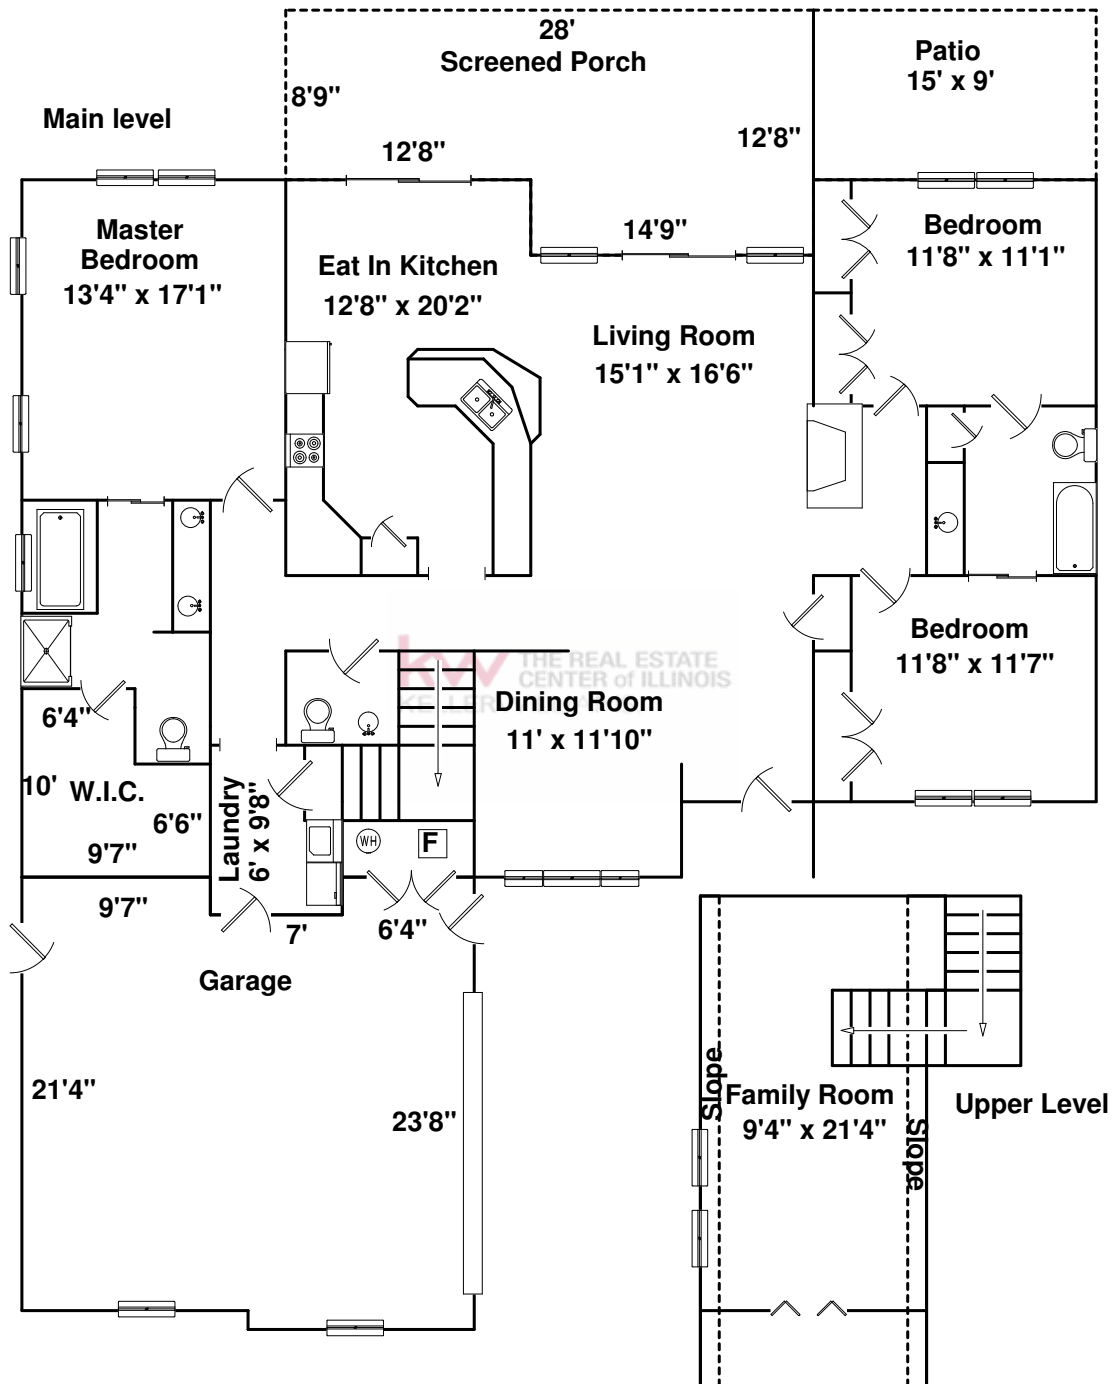 28'
Screened Porch
Patio
15' x 9'
8'9"
Main level
12'8"
12'8"
Master
Bedroom
13'4" x 17'1"
Eat In Kitchen
12'8" x 20'2"
14'9"
Bedroom
11'8" x 11'1"
Living Room
15'1" x 16'6"
Bedroom
11'8" x 11'7"
kw
THE REAL ESTATE
CENTER of ILLINOIS
Dining Room
11' x 11'10"
6'4"
10'
W.I.C.
6'6"
9'7"
Laundry
6' x 9'8"
WH
F
9'7"
7'
6'4"
Garage
21'4"
23'8"
Slope
Family Room
9'4" x 21'4"
Slope
Upper Level